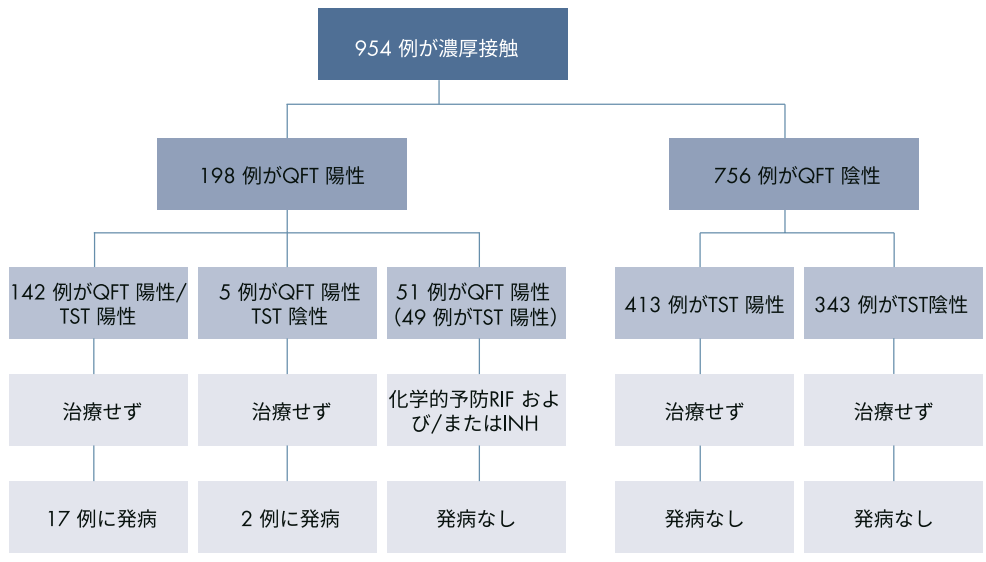 954 例が濃厚接触
198 例がQFT 陽性
756 例がQFT 陰性
142 例がQFT 陽性/
TST 陽性
5 例がQFT 陽性
TST 陰性
51 例がQFT 陽性
(49 例がTST 陽性)
413 例がTST 陽性
343 例がTST陰性
治療せず
治療せず
化学的予防RIF およ
び/またはINH
治療せず
治療せず
17 例に発病
2 例に発病
発病なし
発病なし
発病なし